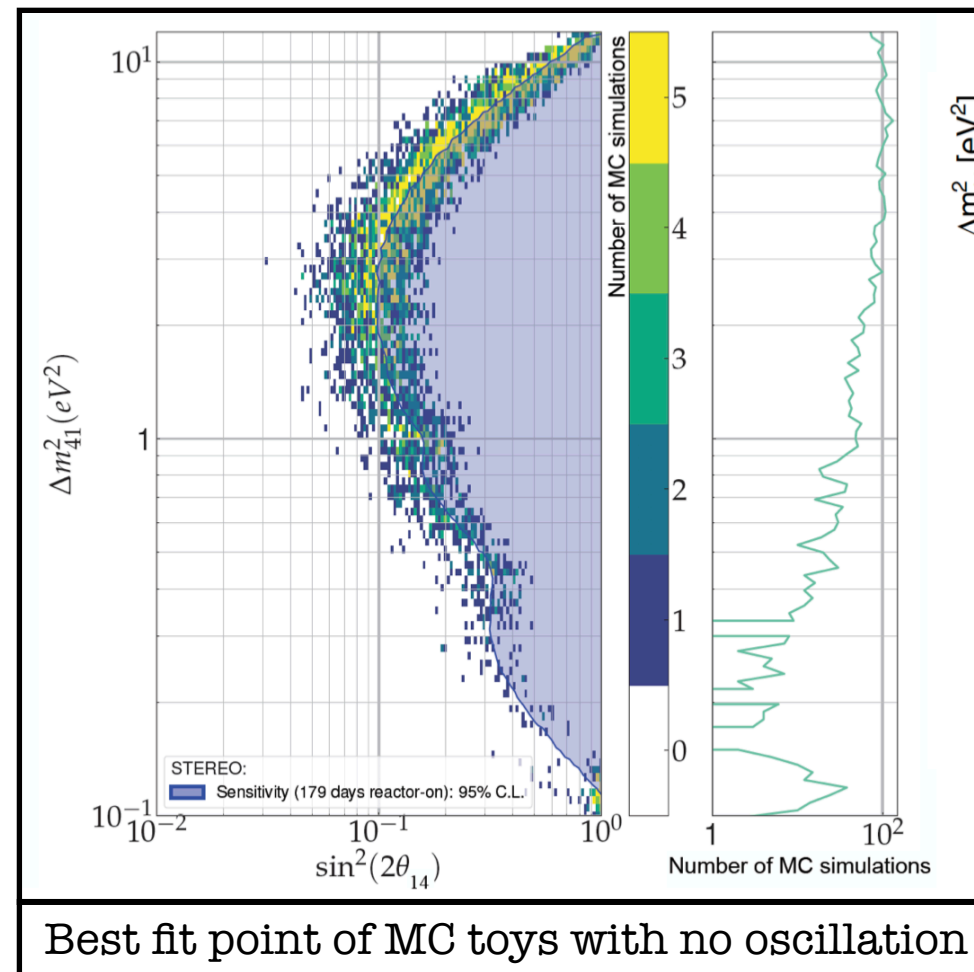 10¹
1
10⁻¹
Δm²₄₁(eV²)
10⁻²
10⁻¹
10⁰
sin²(2θ₁₄)
STEREO:
Sensitivity (179 days reactor-on): 95% C.L.
Number of MC simulations
5
4
3
2
1
0
1
10²
Number of MC simulations
Δm² [eV²]
Best fit point of MC toys with no oscillation